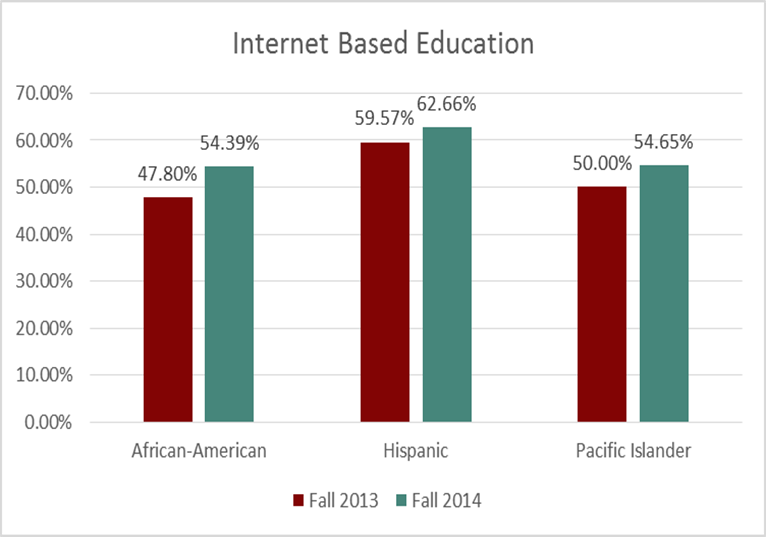 Internet Based Education
70.00%
60.00%
50.00%
40.00%
30.00%
20.00%
10.00%
0.00%
47.80%
54.39%
59.57%
62.66%
50.00%
54.65%
African-American
Hispanic
Pacific Islander
Fall 2013
Fall 2014